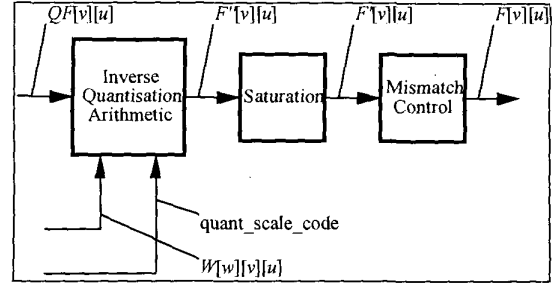 QF[v][u]
F''[v][u]
F'[v][u]
F[v][u]
Inverse
Quantisation
Arithmetic
Saturation
Mismatch
Control
quant_scale_code
W[w][v][u]